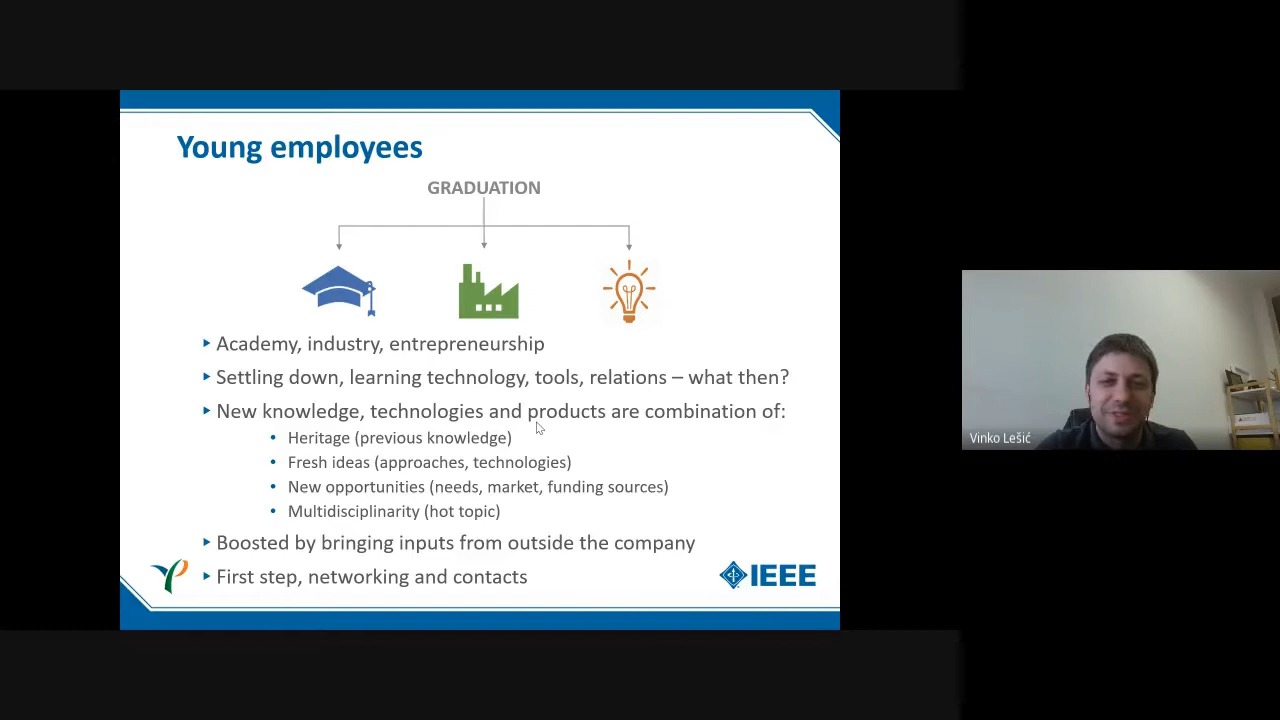 Young employees
GRADUATION
Academy, industry, entrepreneurship
Settling down, learning technology, tools, relations – what then?
New knowledge, technologies and products are combination of:
Heritage (previous knowledge)
Fresh ideas (approaches, technologies)
New opportunities (needs, market, funding sources)
Multidisciplinarity (hot topic)
Boosted by bringing inputs from outside the company
First step, networking and contacts
IEEE
Vinko Lešić